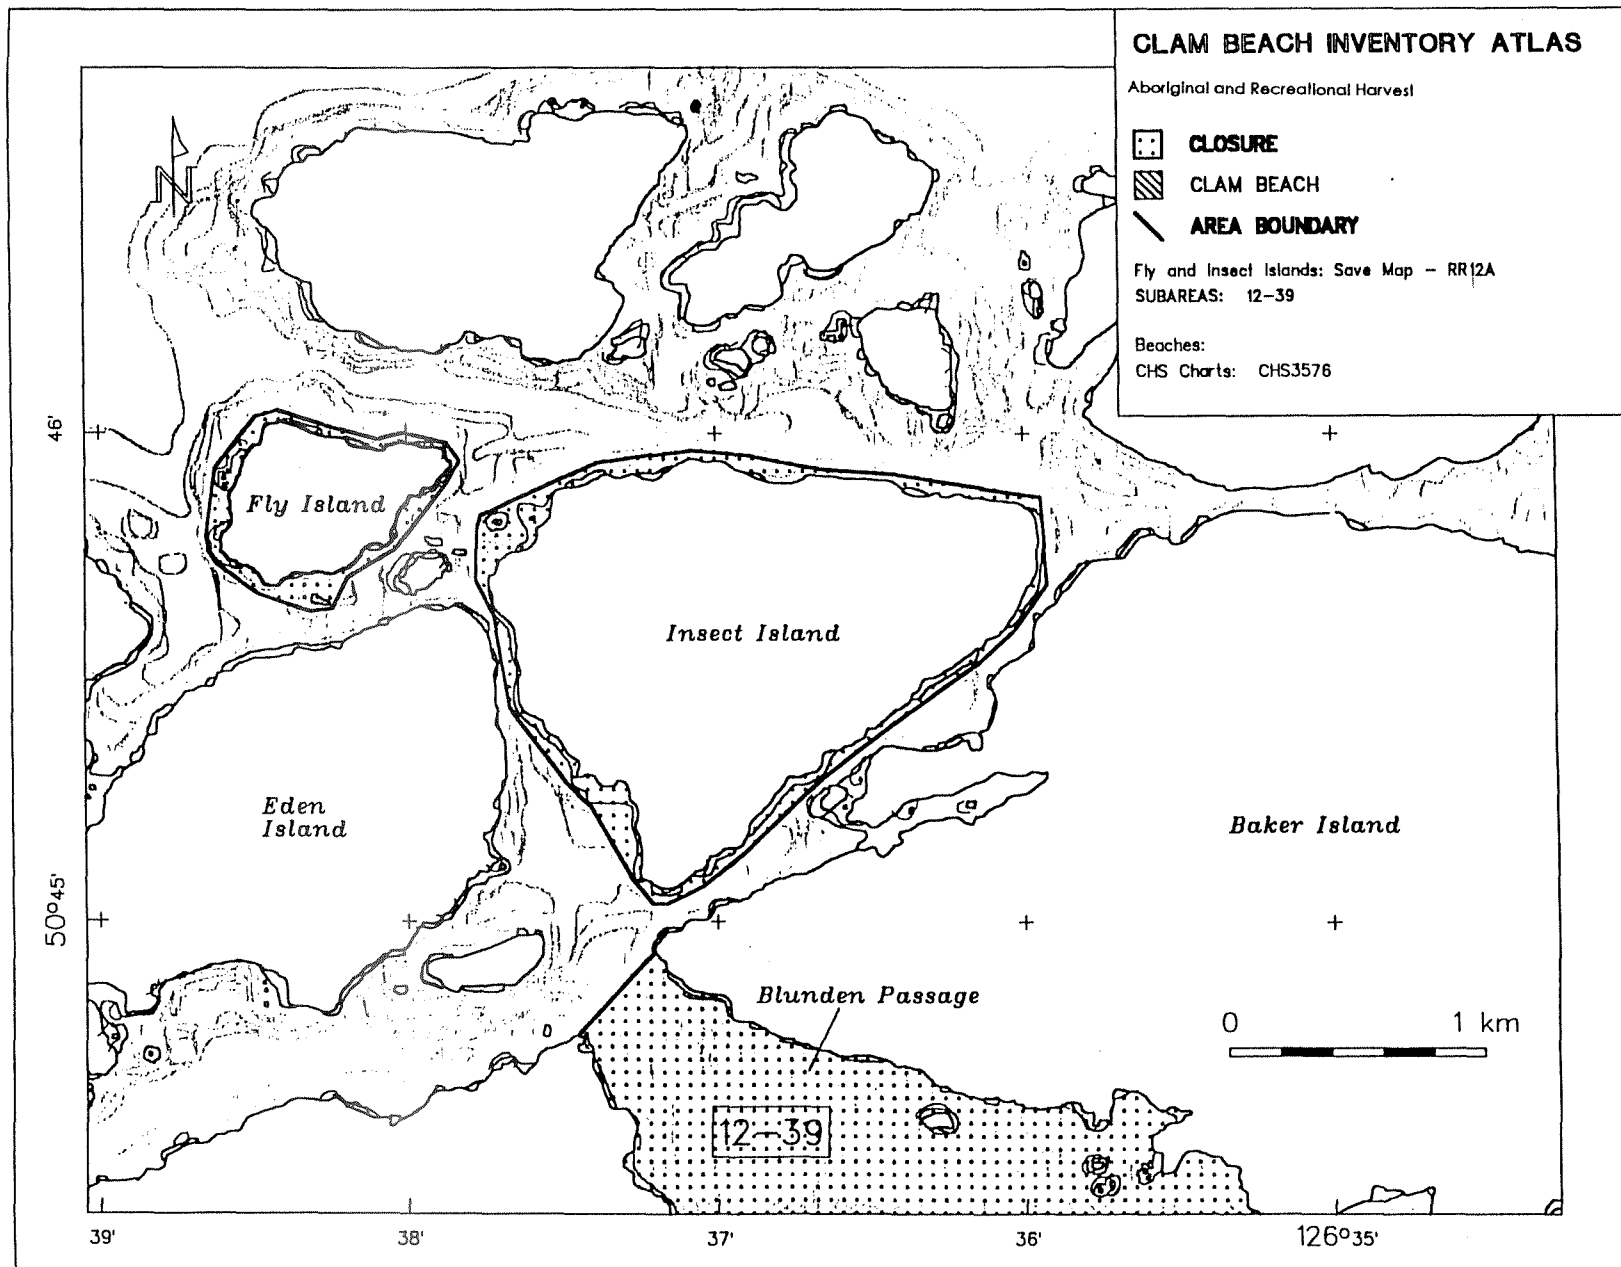 CLAM BEACH INVENTORY ATLAS
Aboriginal and Recreational Harvest
CLOSURE
CLAM BEACH
AREA BOUNDARY
Fly and Insect Islands: Save Map - RR12A
SUBAREAS: 12-39
Beaches:
CHS Charts: CHS3576
N
46'
Fly Island
Insect Island
Eden
Island
Baker Island
50°45'
Blunden Passage
0 1 km
12-39
39' 38' 37' 36' 126°35'